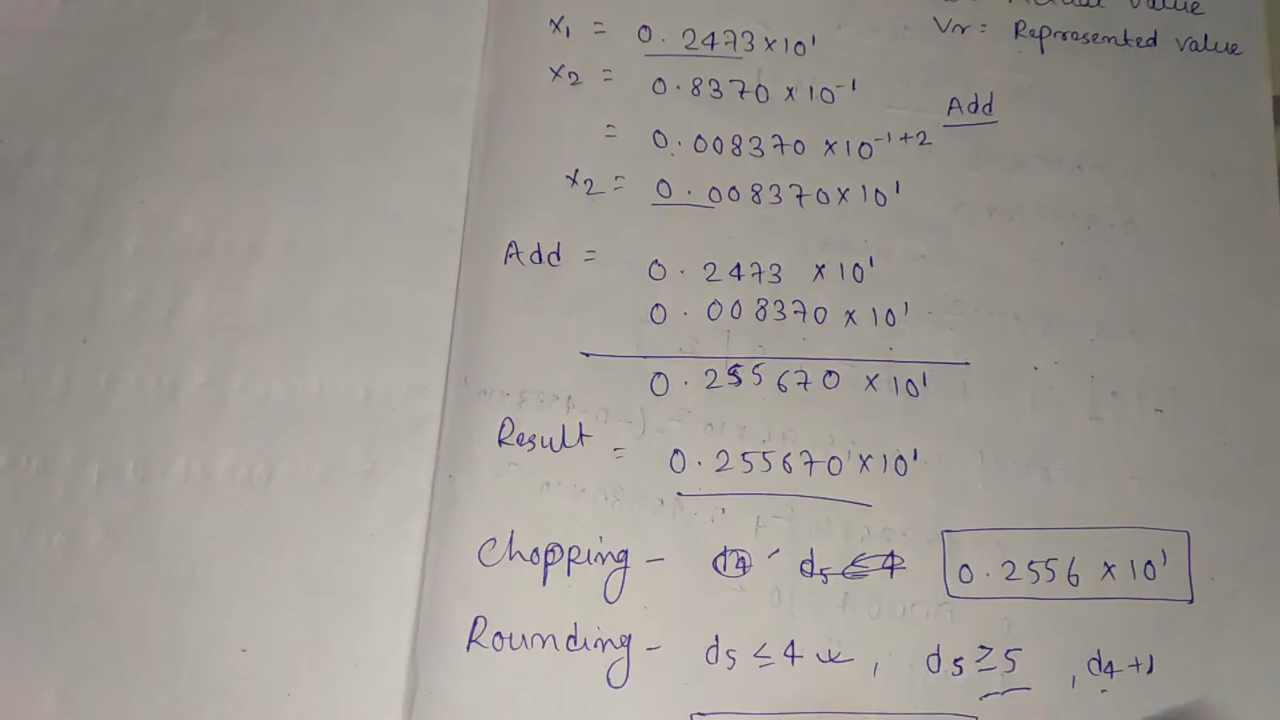 Value
x₁ = 0.2473 × 10¹
Vr = Represented value
x₂ = 0.8370 × 10⁻¹
Add
= 0.008370 × 10⁻¹⁺²
x₂ = 0.008370 × 10¹
Add = 0.2473 × 10¹
0.008370 × 10¹
0.255670 × 10¹
Result = 0.255670 × 10¹
Chopping - d₄ d₅ ≤ 4 0.2556 × 10¹
Rounding - d₅ ≤ 4 , d₅ ≥ 5 , d₄+1